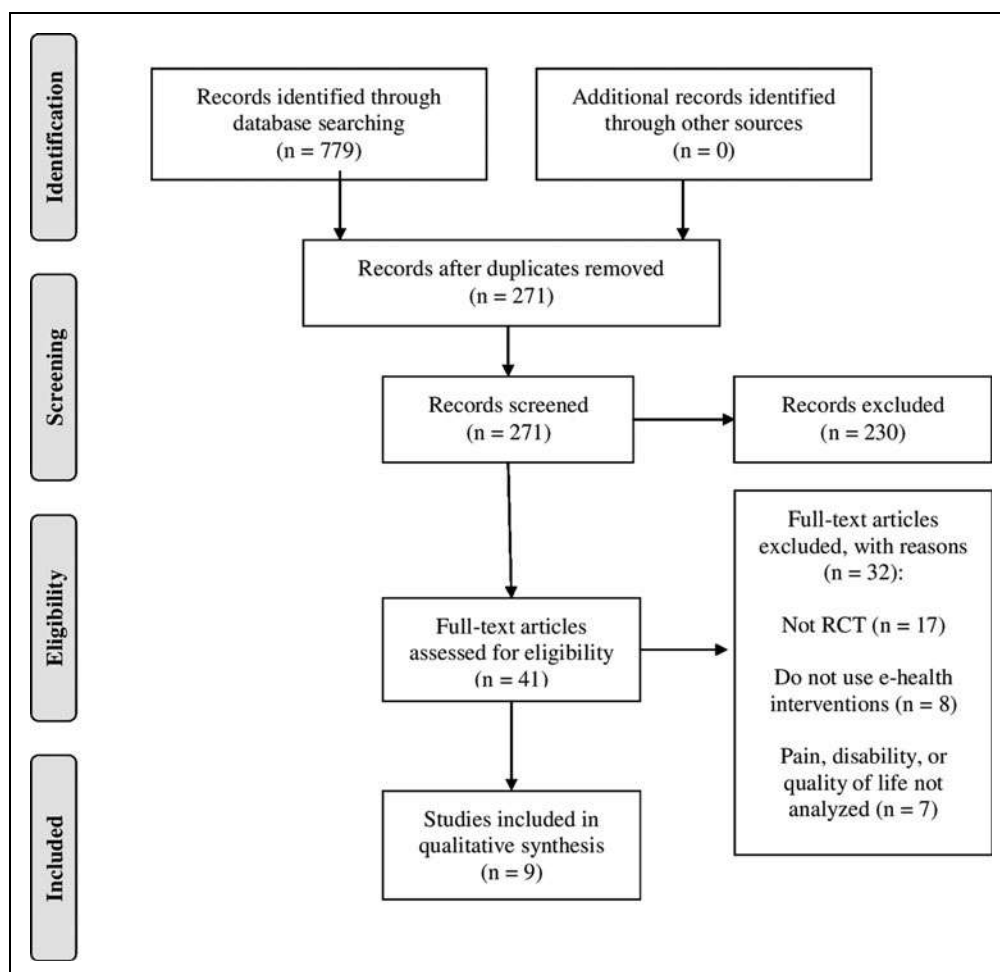 Identification
Records identified through
database searching
(n = 779)
Additional records identified
through other sources
(n = 0)
Records after duplicates removed
(n = 271)
Screening
Records screened
(n = 271)
Records excluded
(n = 230)
Eligibility
Full-text articles
assessed for eligibility
(n = 41)
Full-text articles
excluded, with reasons
(n = 32):
Not RCT (n = 17)
Do not use e-health
interventions (n = 8)
Pain, disability, or
quality of life not
analyzed (n = 7)
Included
Studies included in
qualitative synthesis
(n = 9)